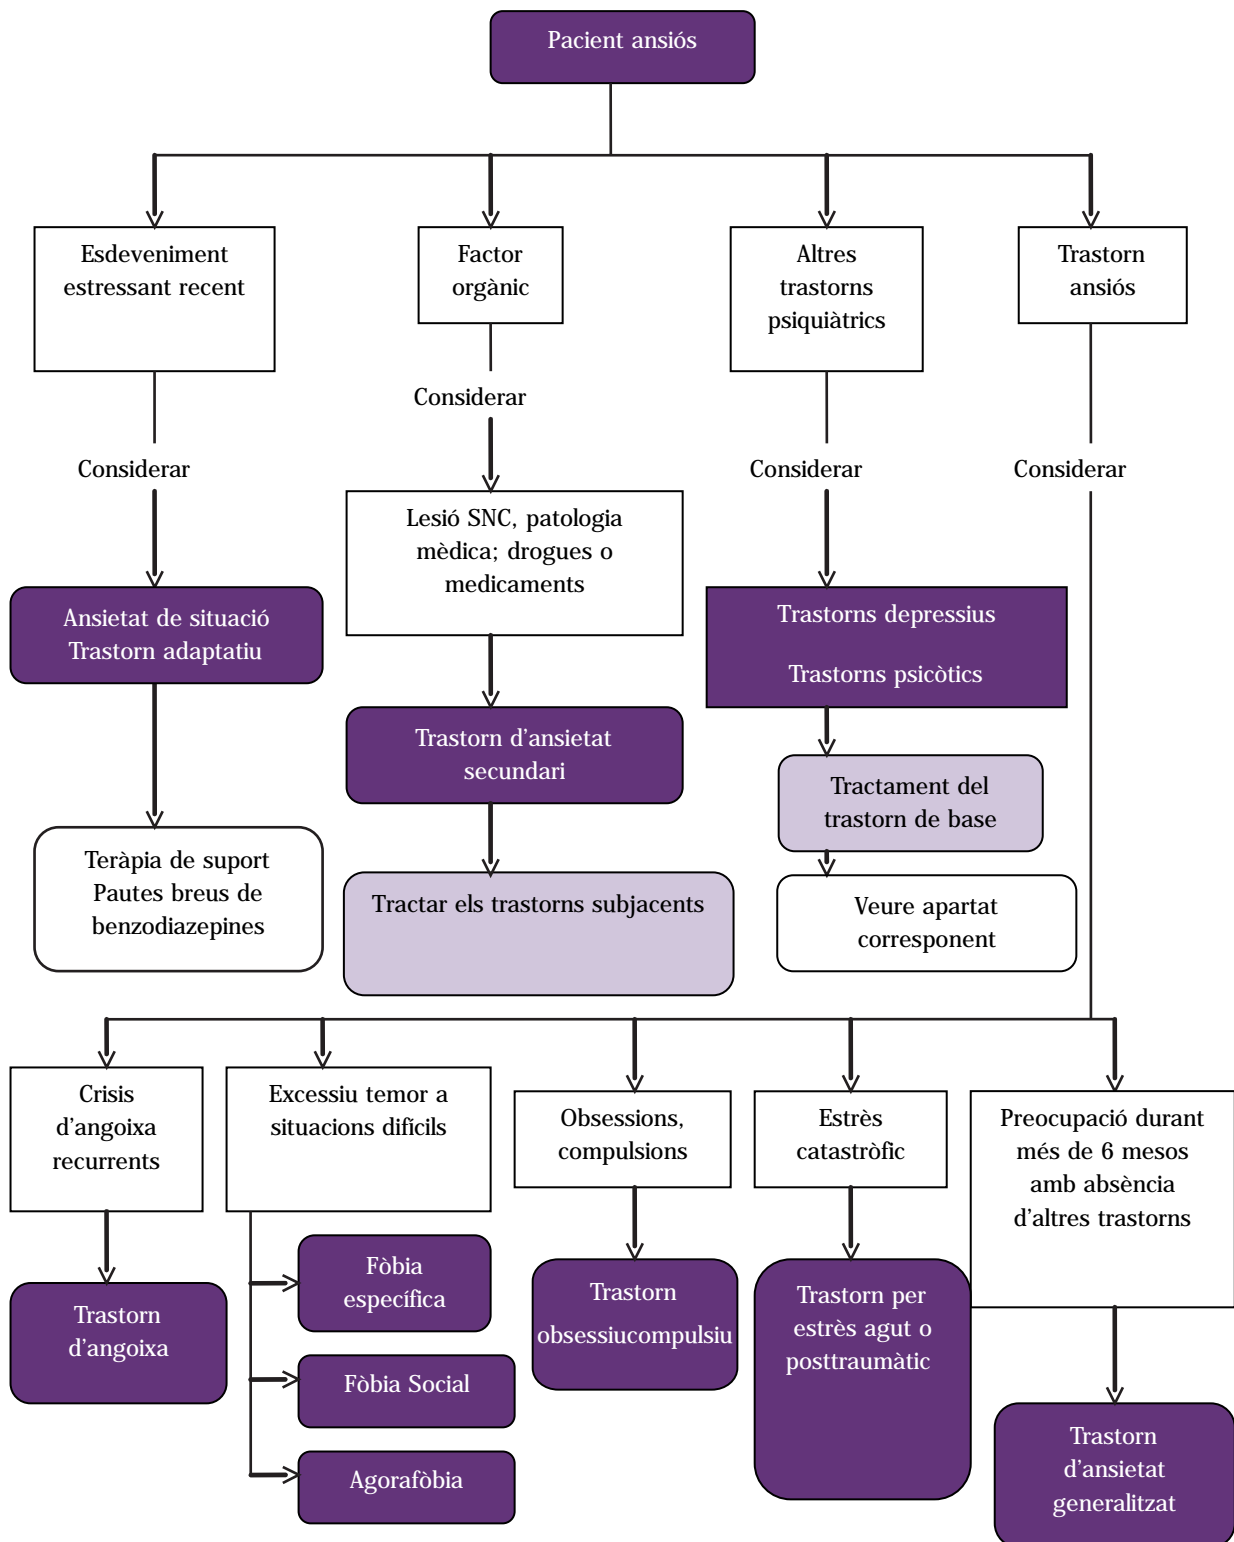 Pacient ansiós
Esdeveniment
estressant recent
Factor
orgànic
Altres
trastorns
psiquiàtrics
Trastorn
ansiós
Considerar
Considerar
Considerar
Considerar
Lesió SNC, patologia
mèdica; drogues o
medicaments
Ansietat de situació
Trastorn adaptatiu
Trastorns depressius
Trastorns psicòtics
Trastorn d'ansietat
secundari
Tractament del
trastorn de base
Teràpia de suport
Pautes breus de
benzodiazepines
Tractar els trastorns subjacents
Veure apartat
corresponent
Crisis
d'angoixa
recurrents
Excessiu temor a
situacions difícils
Obsessions,
compulsions
Estrès
catastròfic
Preocupació durant
més de 6 mesos
amb absència
d'altres trastorns
Trastorn
d'angoixa
Fòbia
específica
Fòbia Social
Agorafòbia
Trastorn
obsessiucompulsiu
Trastorn per
estrès agut o
posttraumàtic
Trastorn
d'ansietat
generalitzat